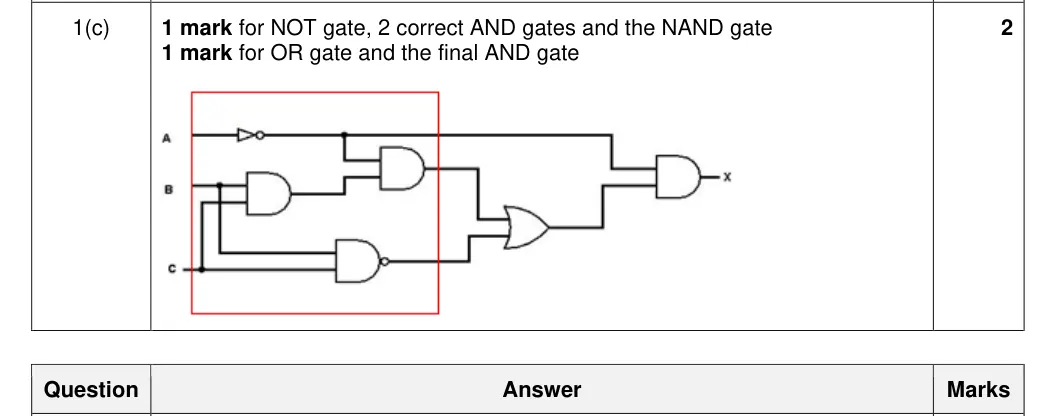 1(c)
1 mark for NOT gate, 2 correct AND gates and the NAND gate
1 mark for OR gate and the final AND gate
2
A
B
C
X
Question
Answer
Marks